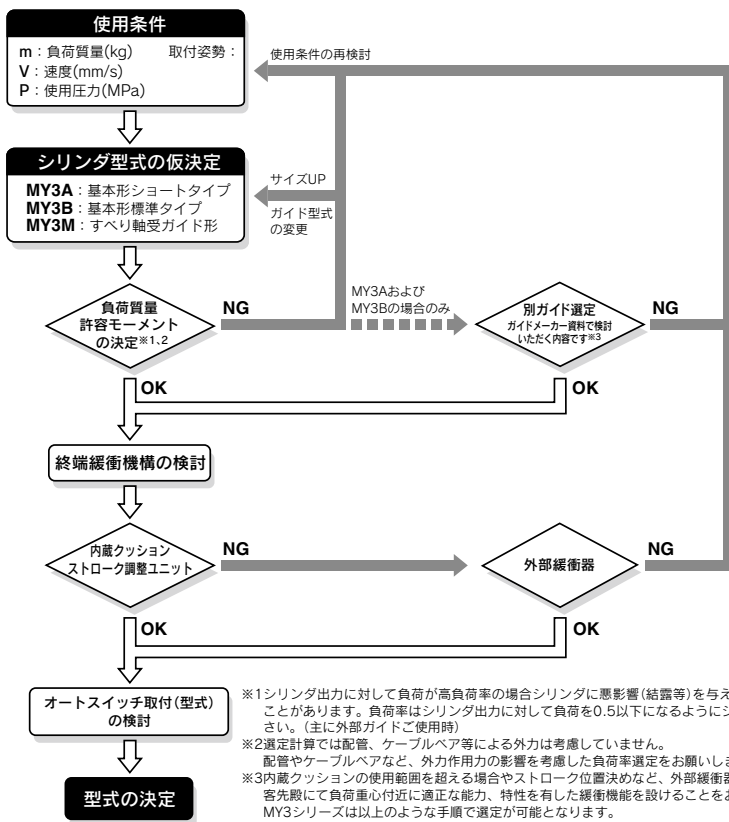 使用条件
m：負荷質量(kg)　取付姿勢：
V：速度(mm/s)
P：使用圧力(MPa)
使用条件の再検討
シリンダ型式の仮決定
MY3A：基本形ショートタイプ
MY3B：基本形標準タイプ
MY3M：すべり軸受ガイド形
サイズUP
ガイド型式
の変更
負荷質量
許容モーメント
の決定※1、2
NG
MY3Aおよび
MY3Bの場合のみ
別ガイド選定
ガイドメーカー資料で検討
いただく内容です※3
NG
OK
OK
終端緩衝機構の検討
内蔵クッション
ストローク調整ユニット
NG
外部緩衝器
NG
OK
OK
オートスイッチ取付(型式)
の検討
型式の決定
※1シリンダ出力に対して負荷が高負荷率の場合シリンダに悪影響(結露等)を与え
ことがあります。負荷率はシリンダ出力に対して負荷を0.5以下になるようにシ
さい。(主に外部ガイドご使用時)
※2選定計算では配管、ケーブルベア等による外力は考慮していません。
配管やケーブルベアなど、外力作用力の影響を考慮した負荷率選定をお願いしま
※3内蔵クッションの使用範囲を超える場合やストローク位置決めなど、外部緩衝器
客先殿にて負荷重心付近に適正な能力、特性を有した緩衝機能を設けることをお
MY3シリーズは以上のような手順で選定が可能となります。